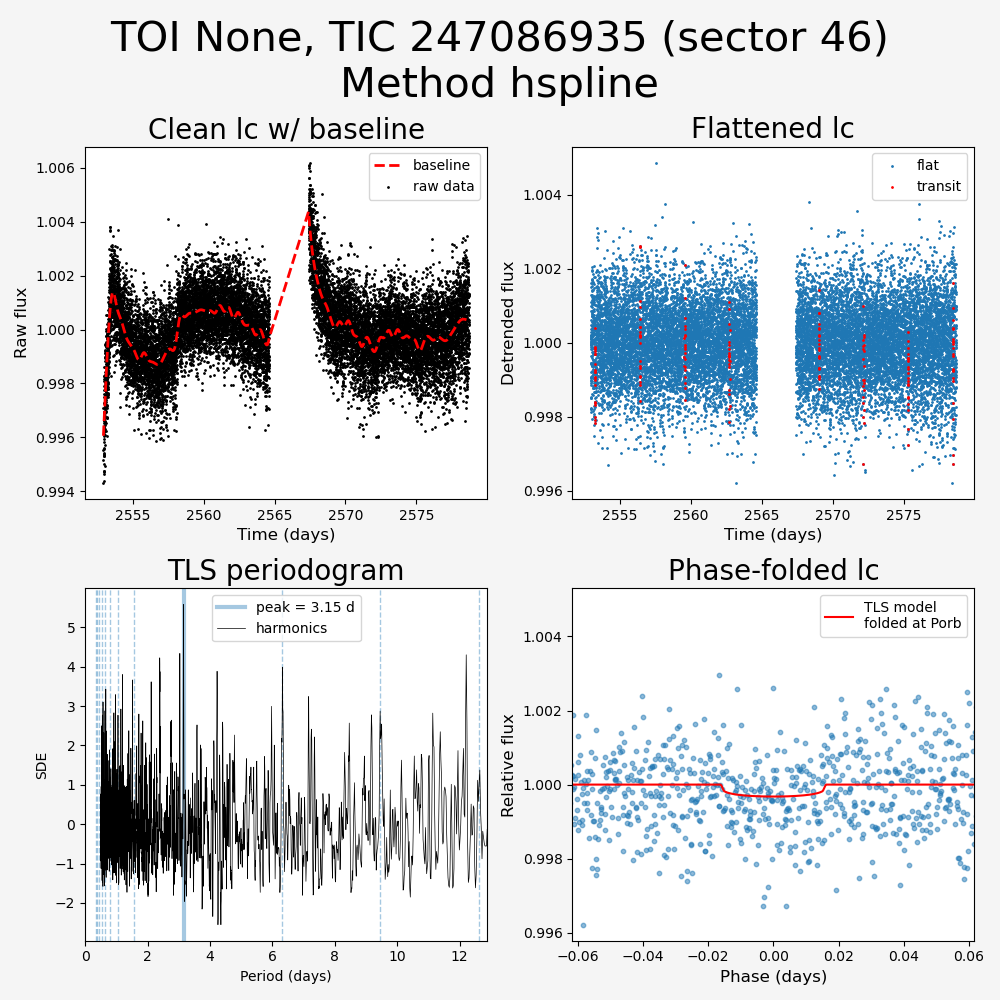 TOI None, TIC 247086935 (sector 46)
Method hspline
Clean lc w/ baseline
Raw flux
1.006
1.004
1.002
1.000
0.998
0.996
0.994
baseline
raw data
2555
2560
2565
2570
2575
Time (days)
Flattened lc
Detrended flux
1.004
1.002
1.000
0.998
0.996
flat
transit
2555
2560
2565
2570
2575
Time (days)
TLS periodogram
SDE
5
4
3
2
1
0
−1
−2
peak = 3.15 d
harmonics
0
2
4
6
8
10
12
Period (days)
Phase-folded lc
Relative flux
1.004
1.002
1.000
0.998
0.996
TLS model
folded at Porb
−0.06
−0.04
−0.02
0.00
0.02
0.04
0.06
Phase (days)